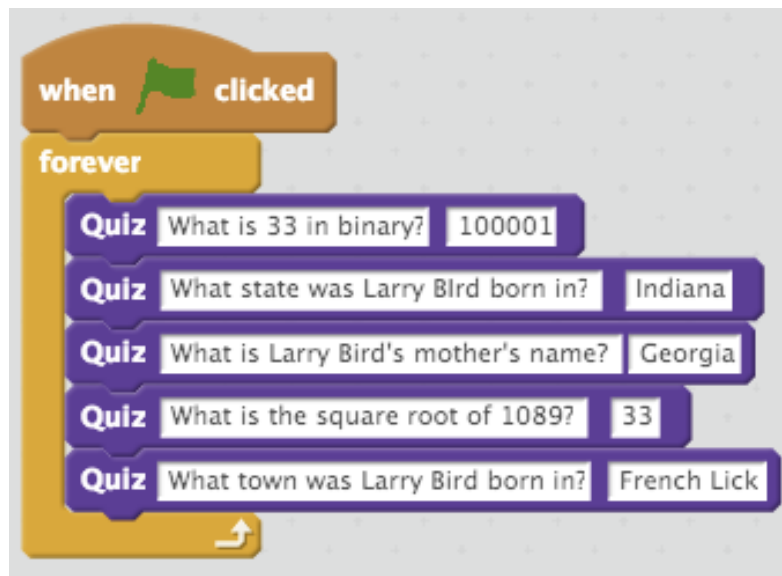 when clicked
forever
Quiz What is 33 in binary? 100001
Quiz What state was Larry BIrd born in? Indiana
Quiz What is Larry Bird's mother's name? Georgia
Quiz What is the square root of 1089? 33
Quiz What town was Larry Bird born in? French Lick